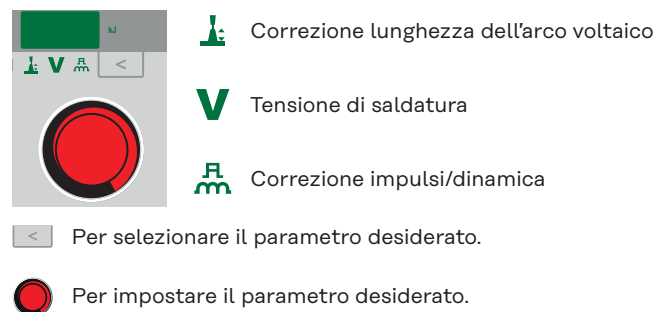 kJ
Correzione lunghezza dell'arco voltaico
V
<
V
Tensione di saldatura
Correzione impulsi/dinamica
<
Per selezionare il parametro desiderato.
Per impostare il parametro desiderato.